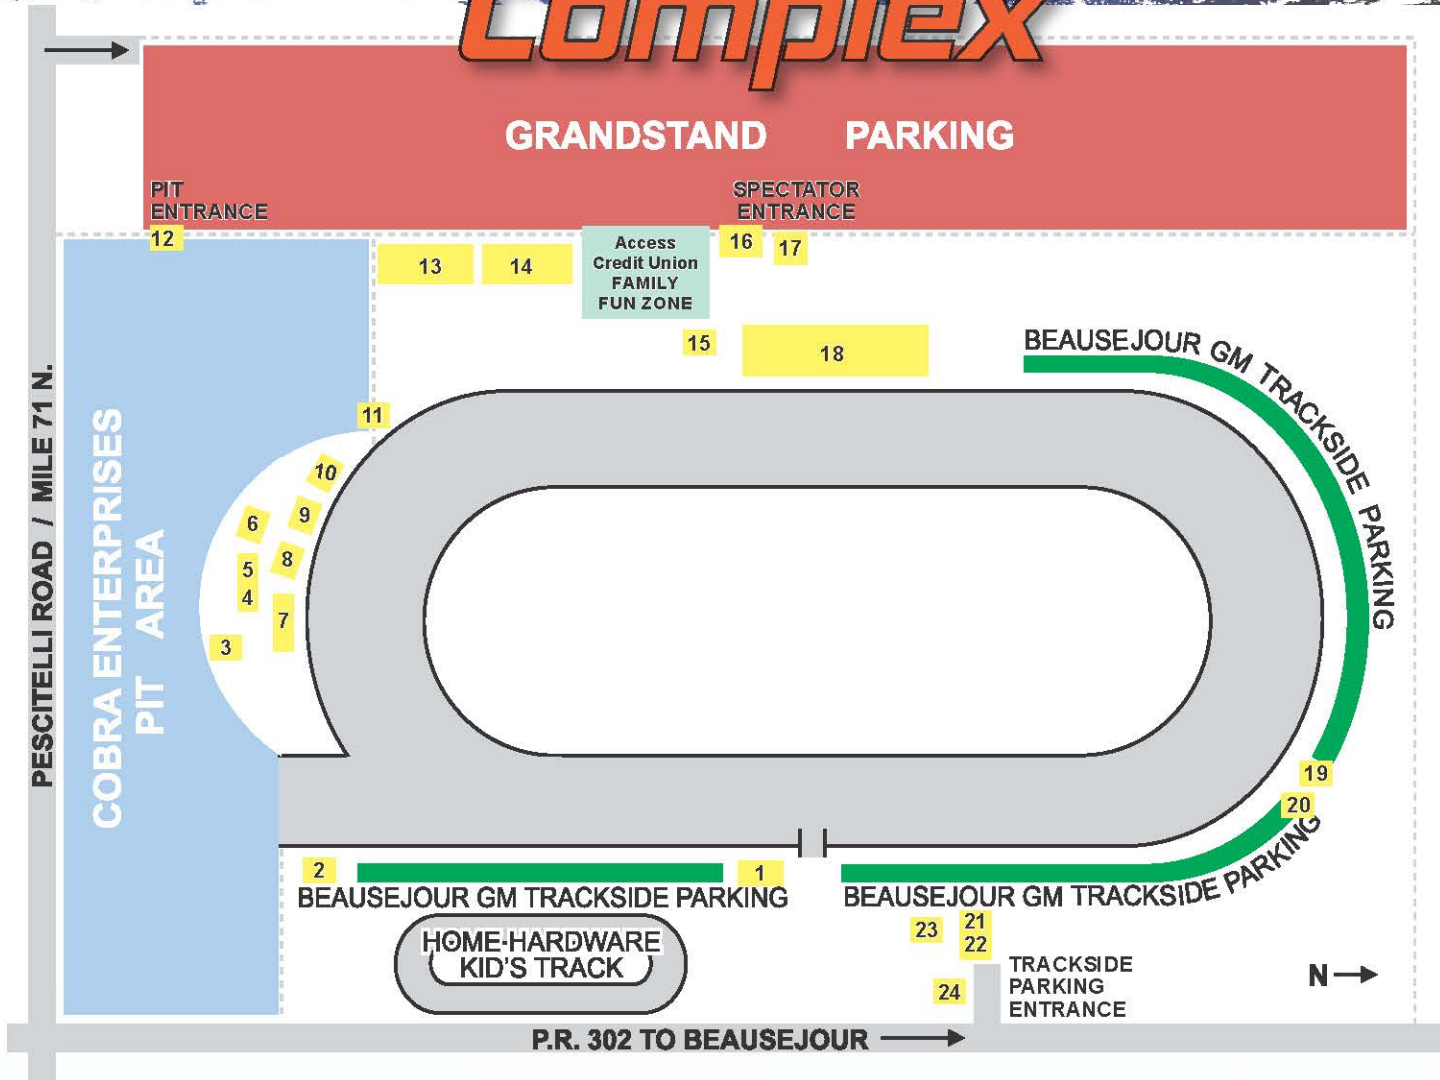 Complex
GRANDSTAND PARKING
PIT
ENTRANCE
SPECTATOR
ENTRANCE
12
13
14
Access
Credit Union
FAMILY
FUN ZONE
16
17
15
18
BEAUSEJOUR GM TRACKSIDE PARKING
11
10
9
6
8
5
4
7
3
PESCITELLI ROAD / MILE 71 N.
COBRA ENTERPRISES
PIT AREA
19
20
2
1
BEAUSEJOUR GM TRACKSIDE PARKING
BEAUSEJOUR GM TRACKSIDE PARKING
HOME-HARDWARE
KID'S TRACK
23
21
22
24
TRACKSIDE
PARKING
ENTRANCE
N
P.R. 302 TO BEAUSEJOUR